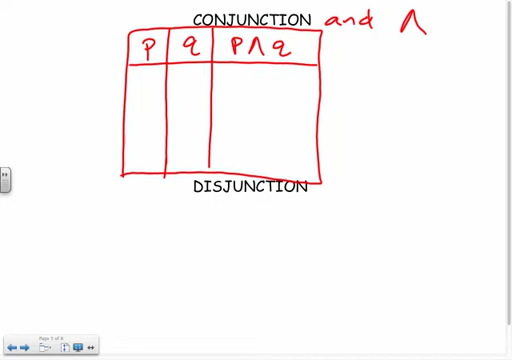 CONJUNCTION and ∧
p q p ∧ q
DISJUNCTION
Page 1 of 8